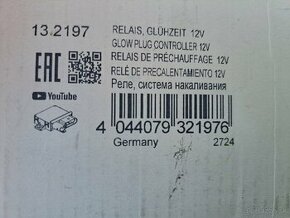 13.2197
RELAIS, GLÜHZEIT 12V
GLOW PLUG CONTROLLER 12V
RELAIS DE PRÉCHAUFFAGE 12V
RELÉ DE PRECALENTAMIENTO 12V
Реле, система накаливания
EAC
YouTube
4 044079 321976
Germany
2724